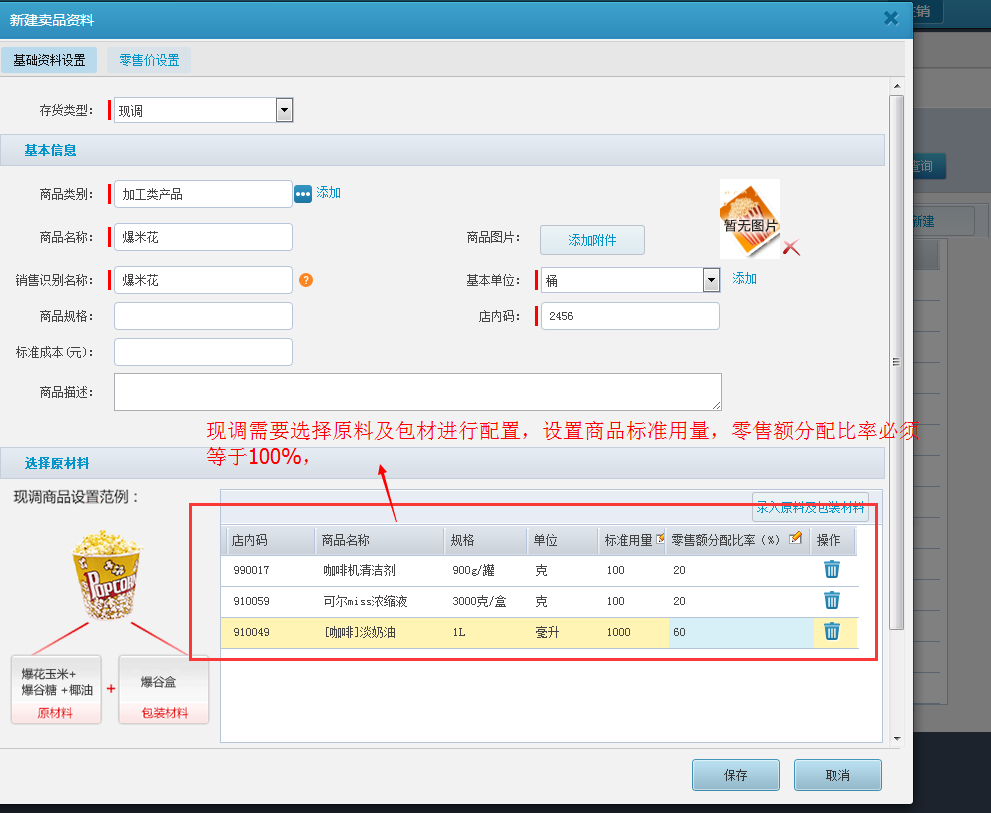 新建卖品资料
注销
基础资料设置 零售价设置
存货类型： 现调
基本信息
查询
商品类别： 加工类产品 添加
暂无图片
新建
商品名称： 爆米花 商品图片： 添加附件
销售识别名称： 爆米花 ? 基本单位： 桶 添加
商品规格： 店内码： 2456
标准成本(元)：
商品描述：
现调需要选择原料及包材进行配置，设置商品标准用量，零售额分配比率必须
等于100%，
选择原材料
现调商品设置范例：
录入原料及包装材料
店内码 商品名称 规格 单位 标准用量 零售额分配比率（%） 操作
990017 咖啡机清洁剂 900g/罐 克 100 20
910059 可尔miss浓缩液 3000克/盒 克 100 20
910049 [咖啡]淡奶油 1L 毫升 1000 60
POPCORN
爆花玉米+
爆谷糖 +椰油
原材料
+
爆谷盒
包装材料
保存 取消